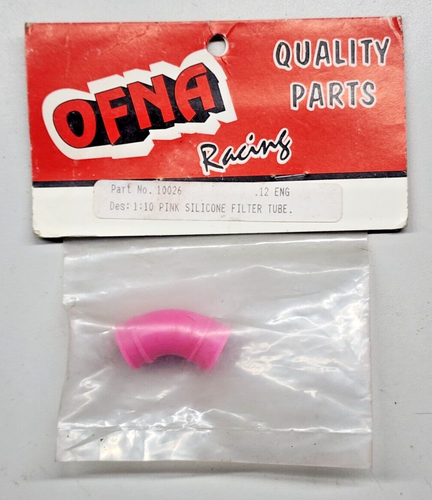 OFNA
Racing
QUALITY
PARTS
Part No. 10026 .12 ENG
Des: 1:10 PINK SILICONE FILTER TUBE.